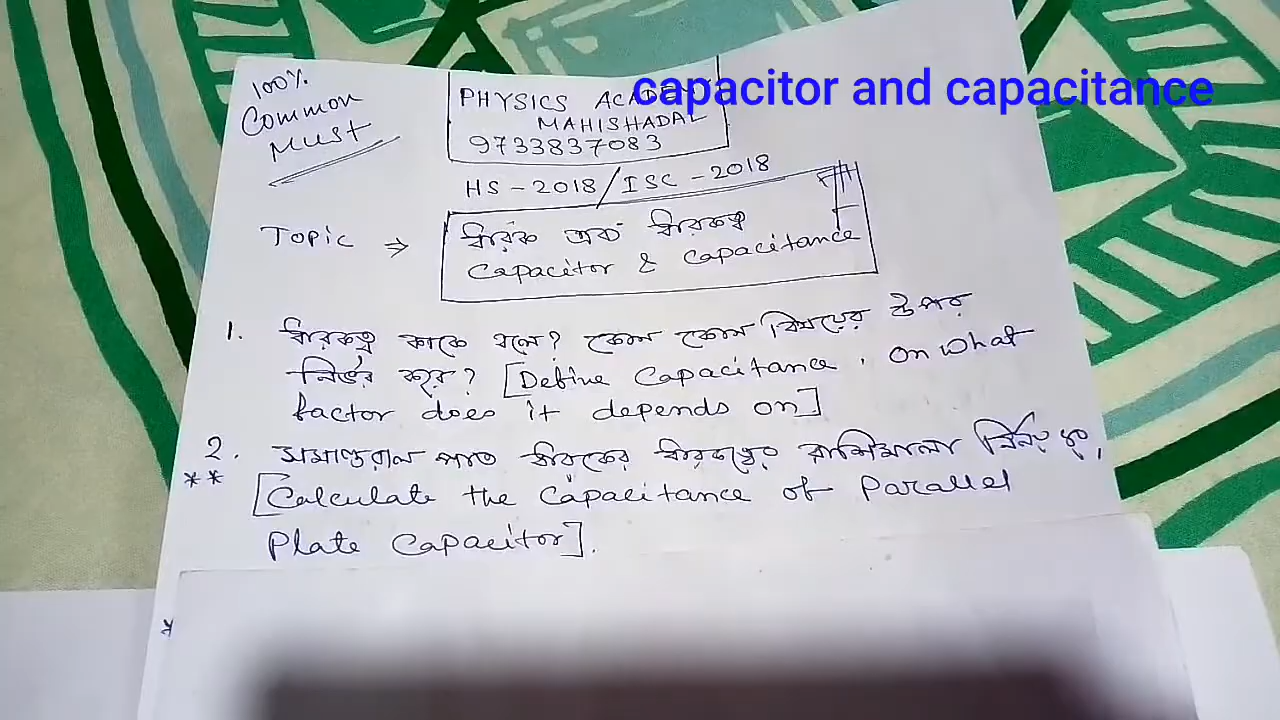 capacitor and capacitance
100%
Common
Must
PHYSICS ACADEMY
MAHISHADAL
9733837083
HS - 2018 / ISC - 2018
Topic ⇒
ধারক এবং ধারকত্ব
Capacitor & Capacitance
1. ধারকত্ব কাকে বলে? কোন কোন বিষয়ের উপর
নির্ভর করে? [Define Capacitance, on what
factor does it depends on]
2. সমান্তরাল পাত ধারকের ধারকত্বের রাশিমালা নির্ণয় কর,
**
[Calculate the Capacitance of Parallel
Plate Capacitor].
*